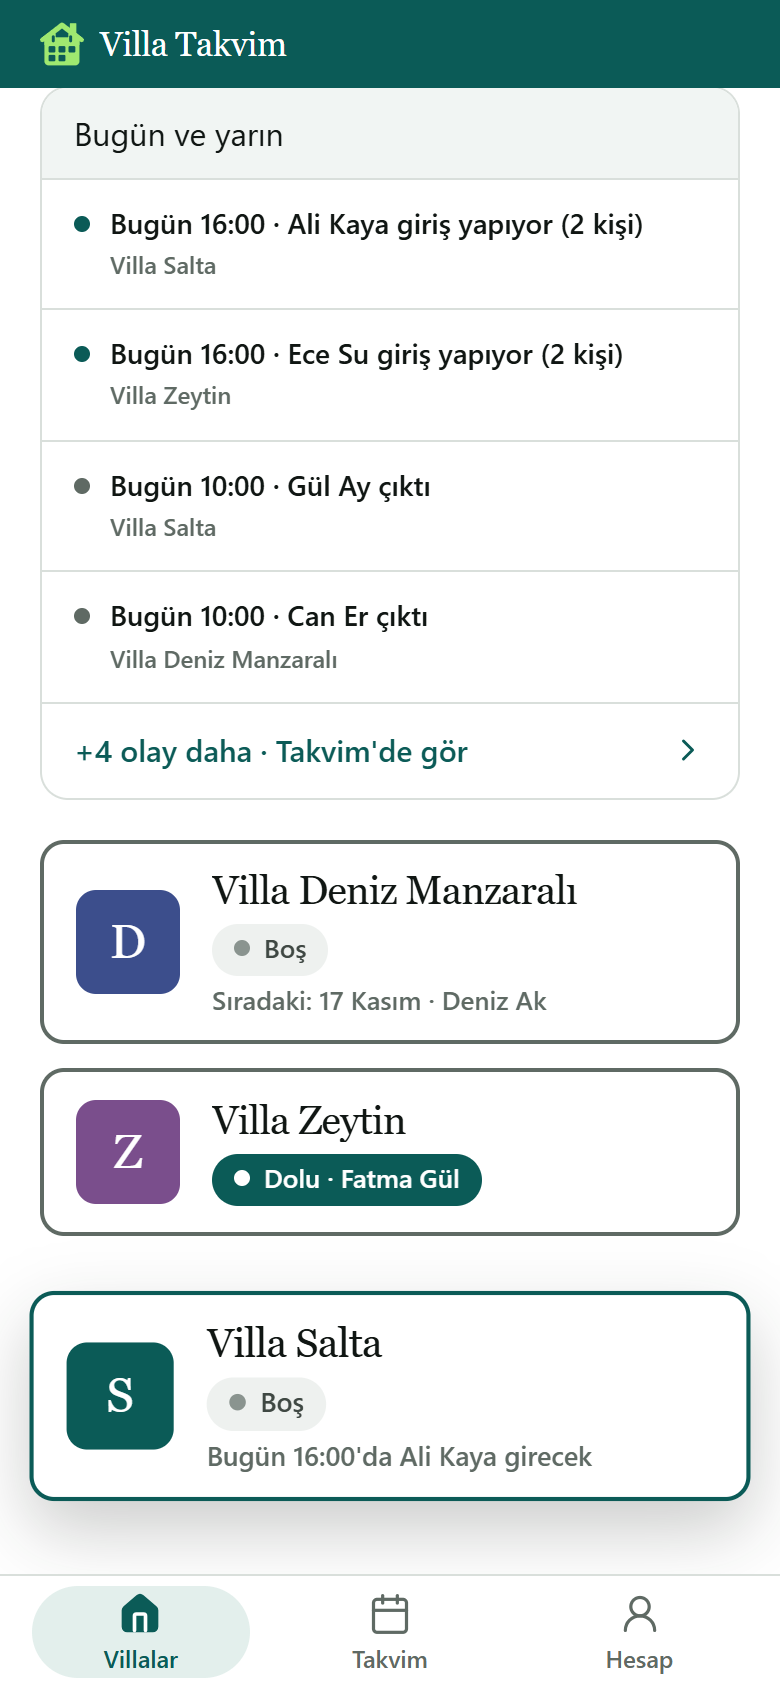 Villa Takvim
Bugün ve yarın
Bugün 16:00 · Ali Kaya giriş yapıyor (2 kişi)
Villa Salta
Bugün 16:00 · Ece Su giriş yapıyor (2 kişi)
Villa Zeytin
Bugün 10:00 · Gül Ay çıktı
Villa Salta
Bugün 10:00 · Can Er çıktı
Villa Deniz Manzaralı
+4 olay daha · Takvim'de gör
D
Villa Deniz Manzaralı
Boş
Sıradaki: 17 Kasım · Deniz Ak
Z
Villa Zeytin
Dolu · Fatma Gül
S
Villa Salta
Boş
Bugün 16:00'da Ali Kaya girecek
Villalar
Takvim
Hesap